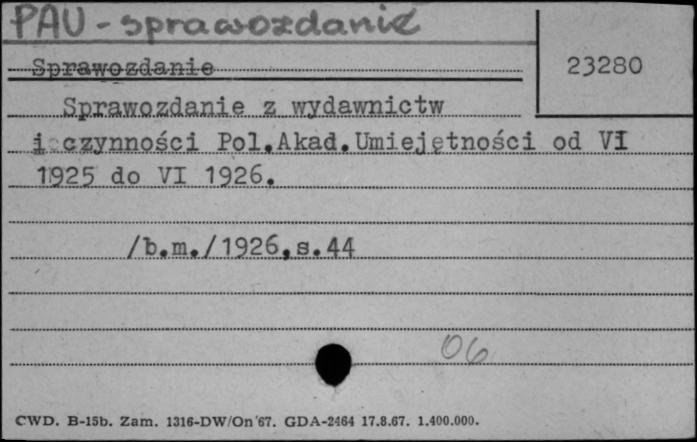 PAU - sprawozdanie
Sprawozdanie
23280
Sprawozdanie z wydawnictw
i czynności Pol.Akad.Umiejętności od VI
1925 do VI 1926.
/b.m./1926,s.44
06
CWD. B-15b. Zam. 1316-DW/On'67. GDA-2464 17.8.67. 1.400.000.